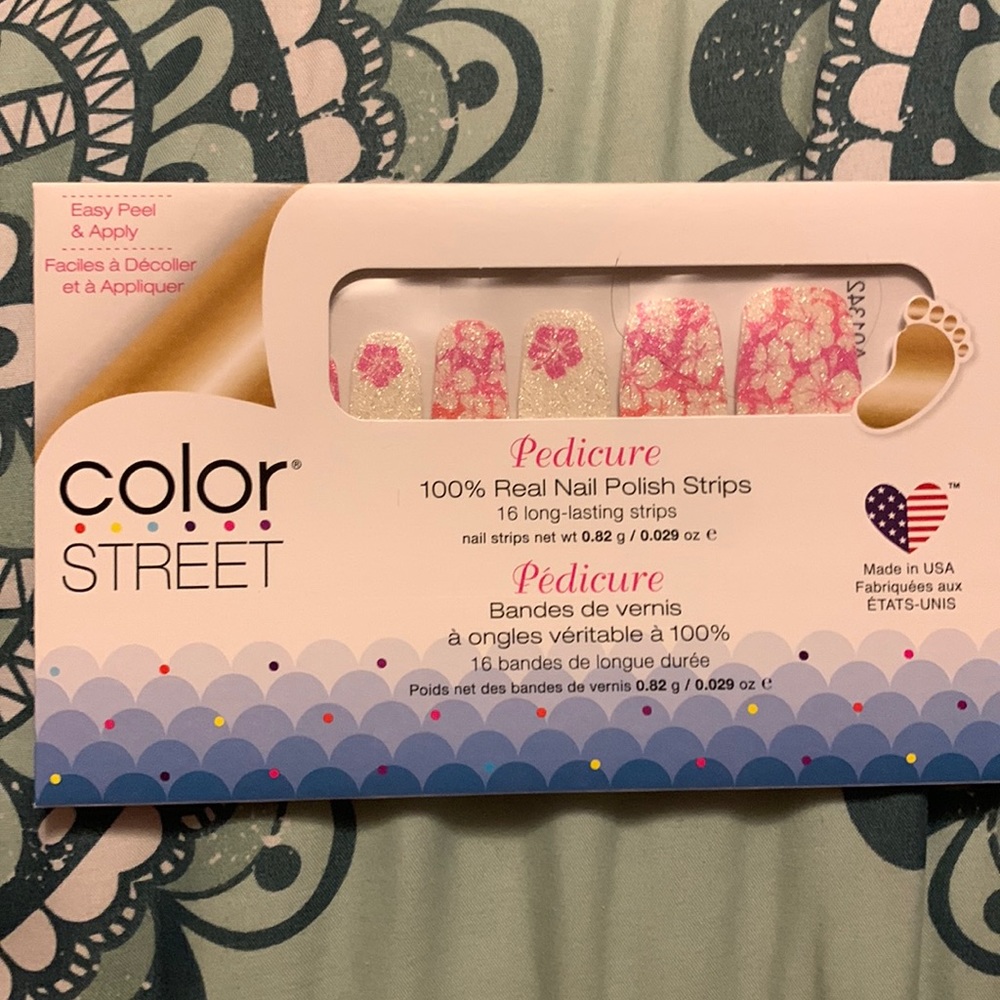 Easy Peel
& Apply
Faciles à Décoller
et à Appliquer
color®
STREET
Pedicure
100% Real Nail Polish Strips
16 long-lasting strips
nail strips net wt 0.82 g / 0.029 oz ℮
Pédicure
Bandes de vernis
à ongles véritable à 100%
16 bandes de longue durée
Poids net des bandes de vernis 0.82 g / 0.029 oz ℮
™
Made in USA
Fabriquées aux
ÉTATS-UNIS